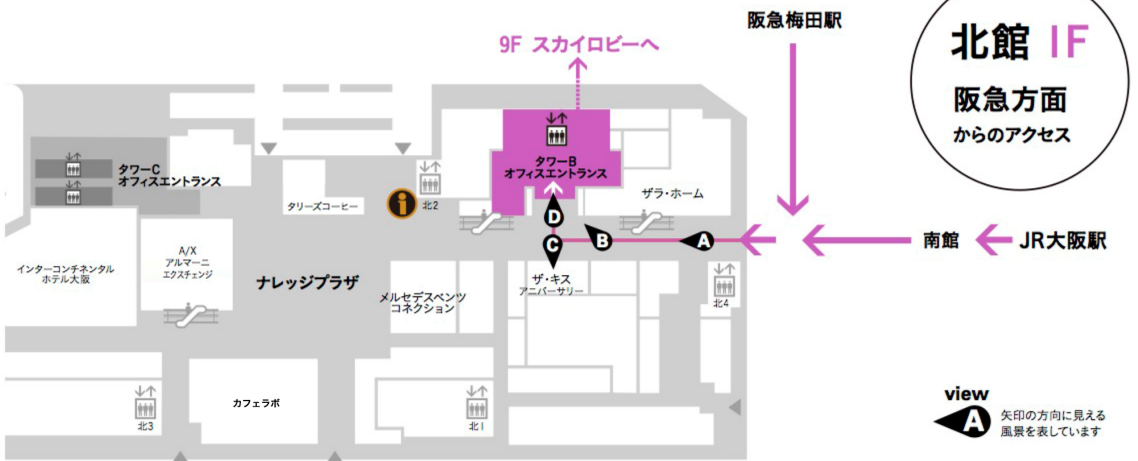 阪急梅田駅
北館 1F
阪急方面
からのアクセス
9F スカイロビーへ
タワーC
オフィスエントランス
タワーB
オフィスエントランス
ザラ・ホーム
タリーズコーヒー
i
北2
D
C
B
A
南館
JR大阪駅
インターコンチネンタル
ホテル大阪
A/X
アルマーニ
エクスチェンジ
ナレッジプラザ
メルセデスベンツ
コネクション
ザ・キス
アニバーサリー
北4
カフェラボ
北3
北1
view
A
矢印の方向に見える
風景を表しています